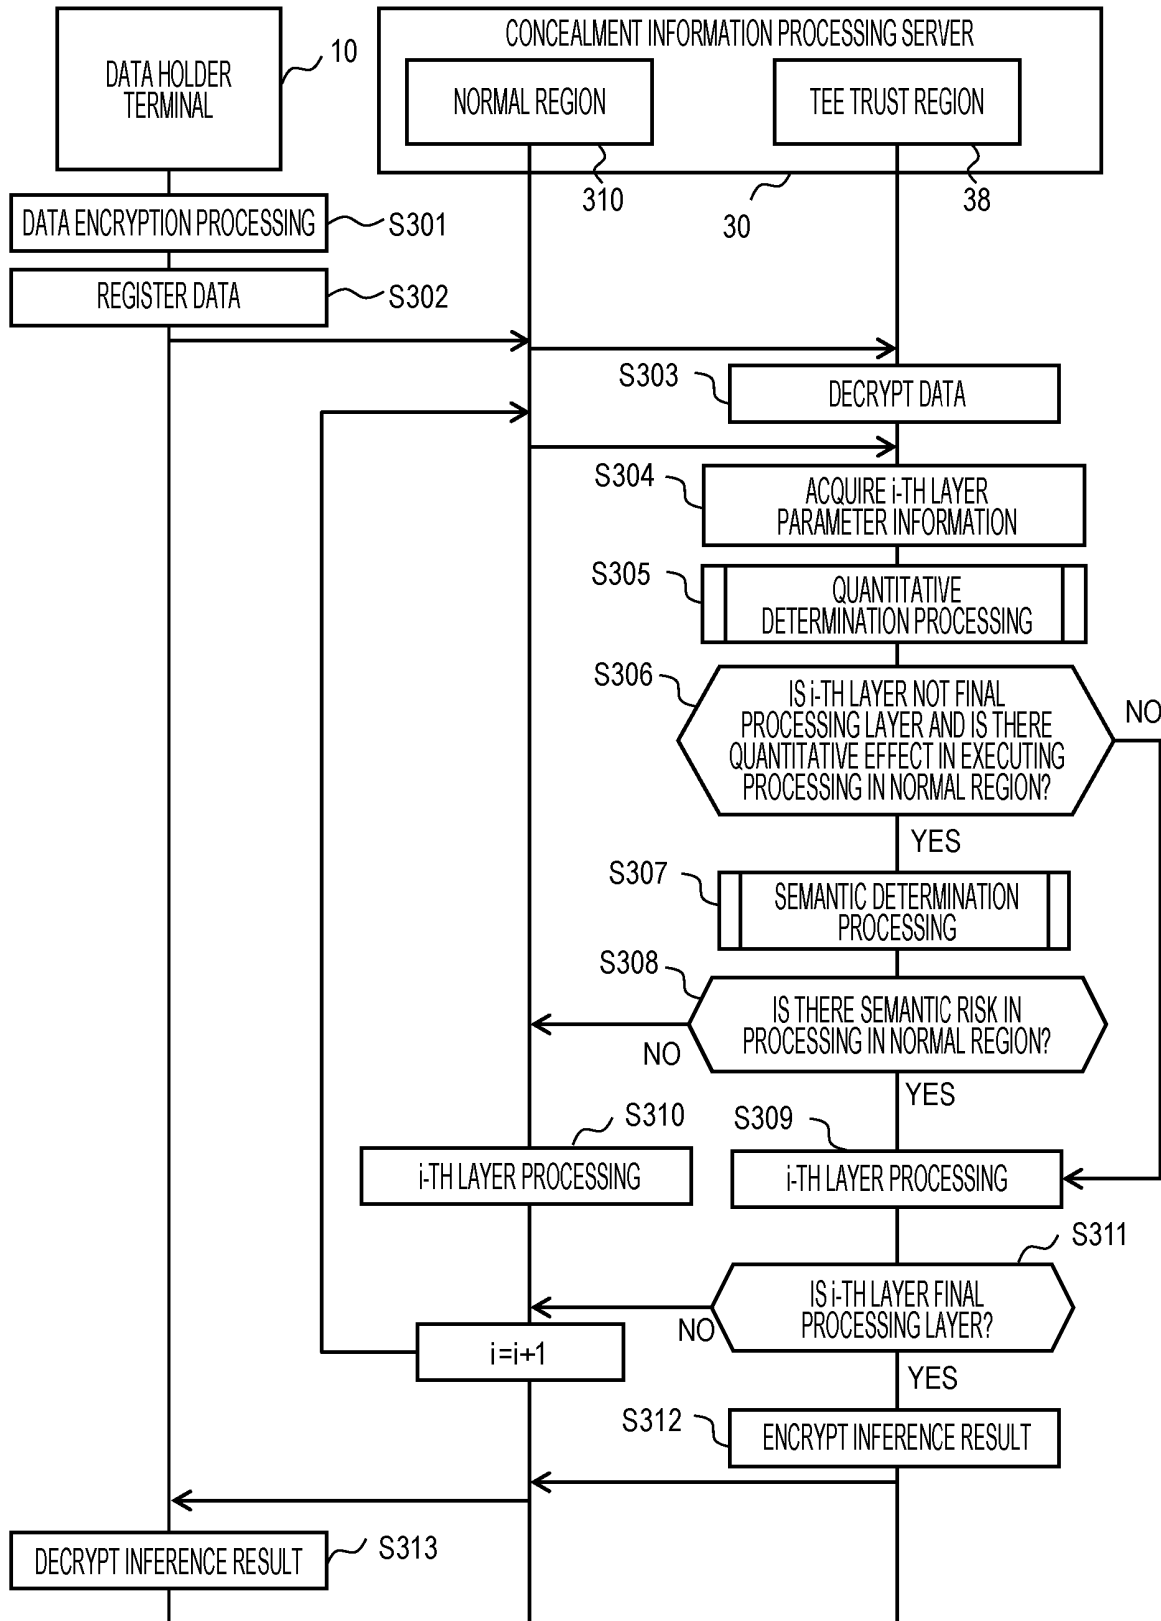 CONCEALMENT INFORMATION PROCESSING SERVER
DATA HOLDER
TERMINAL
10
NORMAL REGION
TEE TRUST REGION
310
30
38
DATA ENCRYPTION PROCESSING
S301
REGISTER DATA
S302
S303
DECRYPT DATA
S304
ACQUIRE i-TH LAYER
PARAMETER INFORMATION
S305
QUANTITATIVE
DETERMINATION PROCESSING
S306
IS i-TH LAYER NOT FINAL
PROCESSING LAYER AND IS THERE
QUANTITATIVE EFFECT IN EXECUTING
PROCESSING IN NORMAL REGION?
NO
YES
S307
SEMANTIC DETERMINATION
PROCESSING
S308
IS THERE SEMANTIC RISK IN
PROCESSING IN NORMAL REGION?
NO
YES
S310
i-TH LAYER PROCESSING
S309
i-TH LAYER PROCESSING
S311
IS i-TH LAYER FINAL
PROCESSING LAYER?
NO
i=i+1
YES
S312
ENCRYPT INFERENCE RESULT
DECRYPT INFERENCE RESULT
S313